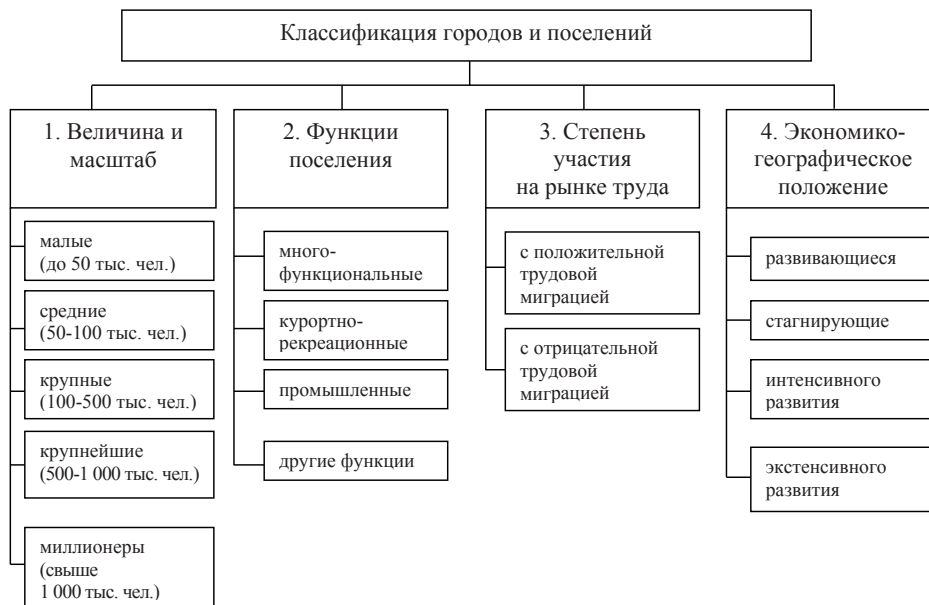 Классификация городов и поселений
1. Величина и
масштаб
малые
(до 50 тыс. чел.)
средние
(50-100 тыс. чел.)
крупные
(100-500 тыс. чел.)
крупнейшие
(500-1 000 тыс. чел.)
миллионеры
(свыше
1 000 тыс. чел.)
2. Функции
поселения
много-
функциональные
курортно-
рекреационные
промышленные
другие функции
3. Степень
участия
на рынке труда
с положительной
трудовой
миграцией
с отрицательной
трудовой
миграцией
4. Экономико-
географическое
положение
развивающиеся
стагнирующие
интенсивного
развития
экстенсивного
развития